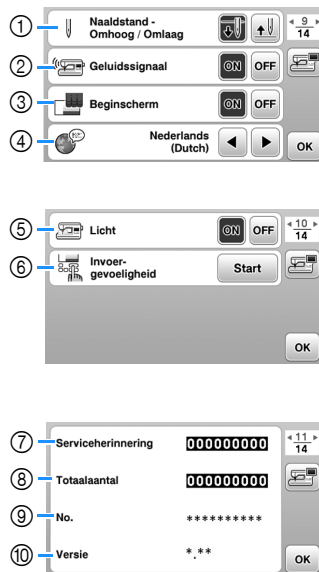 ① Naaldstand -
Omhoog / Omlaag
9
14
② Geluidssignaal ON OFF
③ Beginscherm ON OFF
④ Nederlands
(Dutch)
OK
⑤ Licht ON OFF
10
14
⑥ Invoer-
gevoeligheid Start
OK
⑦ Serviceherinnering 000000000
11
14
⑧ Totaalaantal 000000000
⑨ No. **********
⑩ Versie *.**
OK